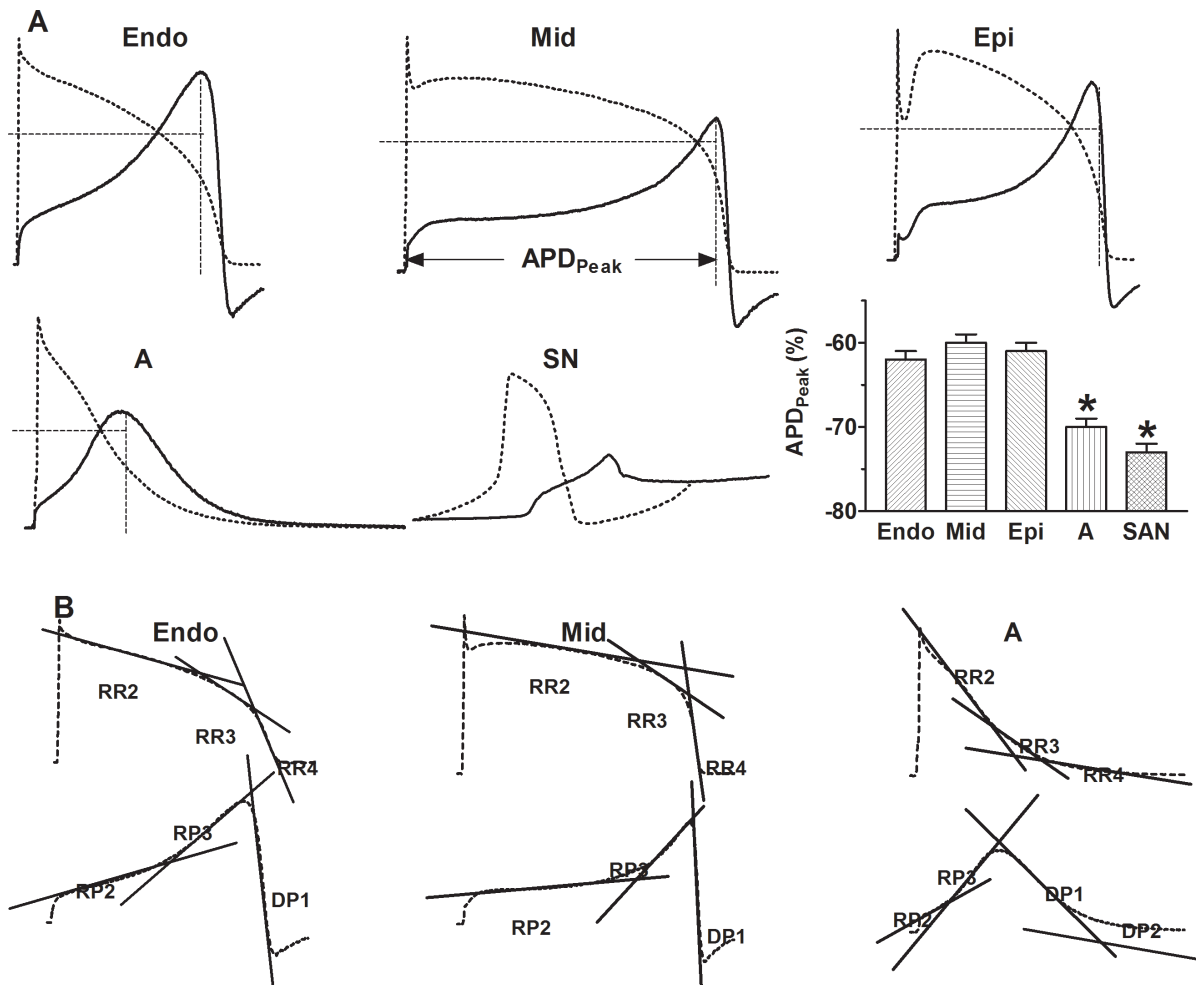 A
Endo
Mid
Epi
APDPeak
A
SN
APDPeak (%)
-60
-70
-80
*
*
Endo Mid Epi A SAN
B
Endo
Mid
A
RR2
RR3
RR4
RP3
RP2
DP1
RR2
RR3
RR4
RP3
RP2
DP1
RR2
RR3
RR4
RP3
RP2
DP1
DP2